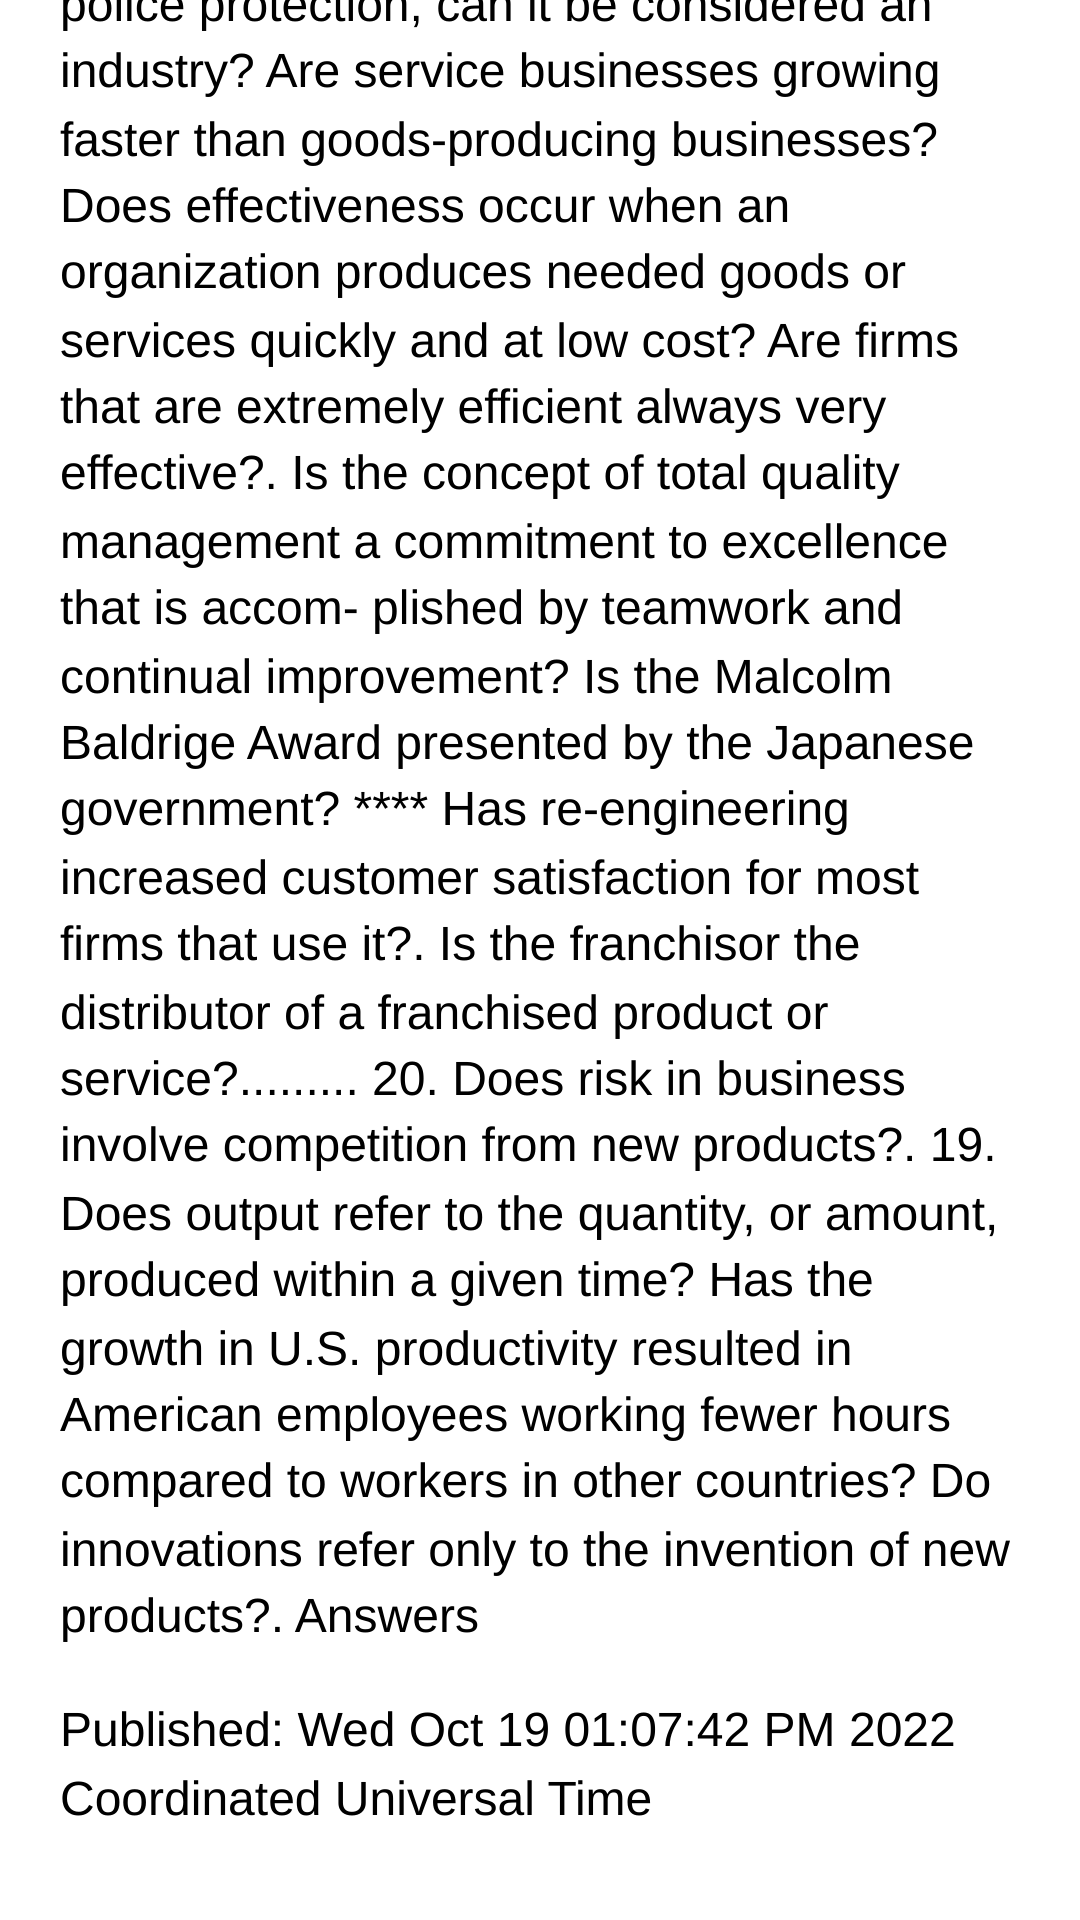 police protection, can it be considered an
industry? Are service businesses growing
faster than goods-producing businesses?
Does effectiveness occur when an
organization produces needed goods or
services quickly and at low cost? Are firms
that are extremely efficient always very
effective?. Is the concept of total quality
management a commitment to excellence
that is accom- plished by teamwork and
continual improvement? Is the Malcolm
Baldrige Award presented by the Japanese
government? **** Has re-engineering
increased customer satisfaction for most
firms that use it?. Is the franchisor the
distributor of a franchised product or
service?......... 20. Does risk in business
involve competition from new products?. 19.
Does output refer to the quantity, or amount,
produced within a given time? Has the
growth in U.S. productivity resulted in
American employees working fewer hours
compared to workers in other countries? Do
innovations refer only to the invention of new
products?. Answers
Published: Wed Oct 19 01:07:42 PM 2022
Coordinated Universal Time